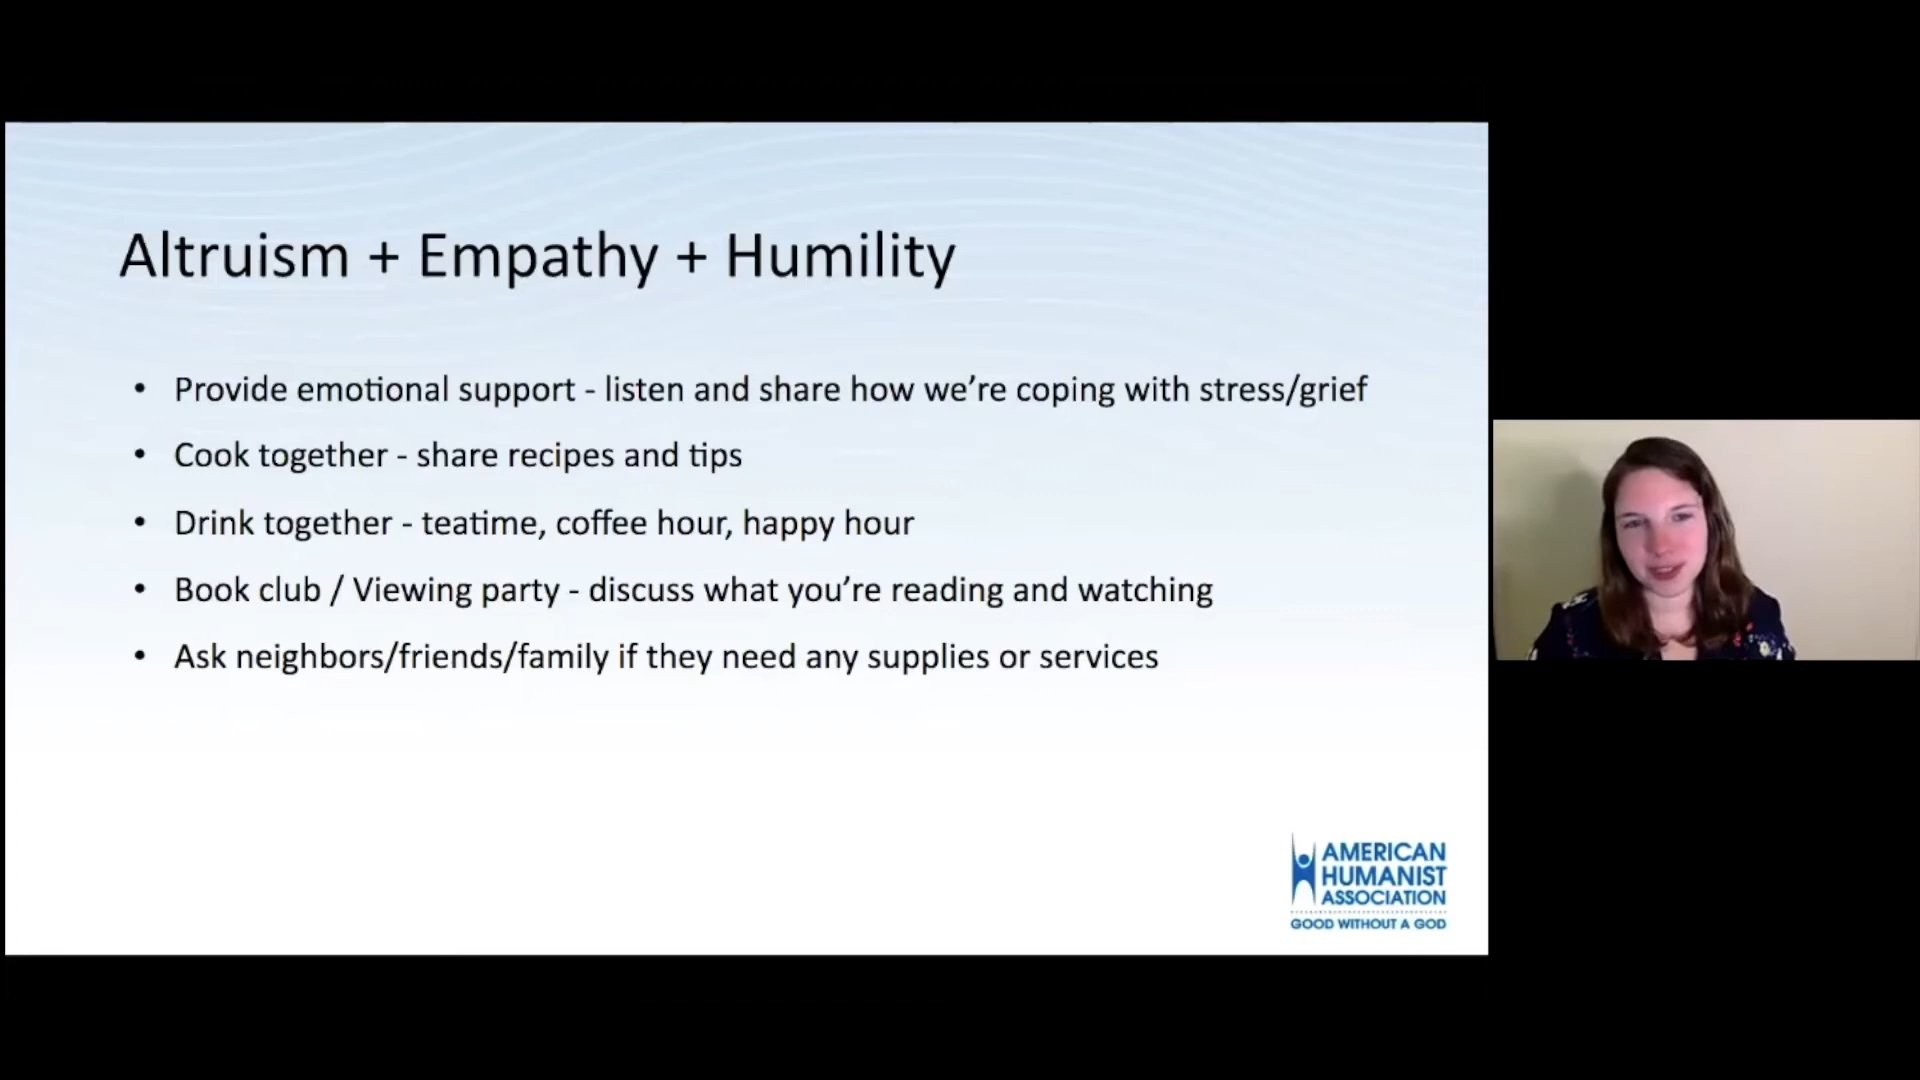 Altruism + Empathy + Humility
• Provide emotional support - listen and share how we’re coping with stress/grief
• Cook together - share recipes and tips
• Drink together - teatime, coffee hour, happy hour
• Book club / Viewing party - discuss what you’re reading and watching
• Ask neighbors/friends/family if they need any supplies or services
AMERICAN
HUMANIST
ASSOCIATION
GOOD WITHOUT A GOD